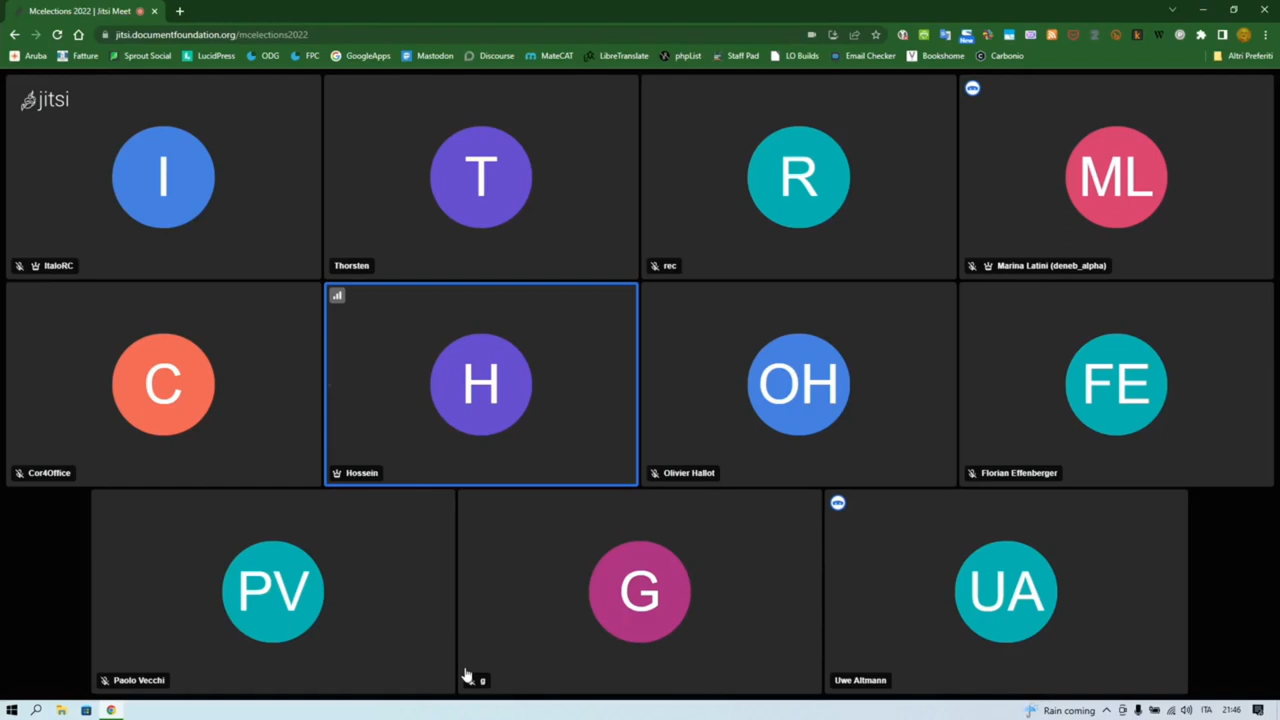 Mcelections 2022 | Jitsi Meet
jitsi.documentfoundation.org/mcelections2022
Aruba Fatture Sprout Social LucidPress ODG FPC GoogleApps Mastodon Discourse MateCAT LibreTranslate phpList Staff Pad LO Builds Email Checker Bookshome Carbonio Altri Preferiti
New
jitsi
I
T
R
ML
ItaloRC
Thorsten
rec
Marina Latini (deneb_alpha)
C
H
OH
FE
Cor4Office
Hossein
Olivier Hallot
Florian Effenberger
PV
G
UA
Paolo Vecchi
g
Uwe Altmann
Rain coming ITA 21:46